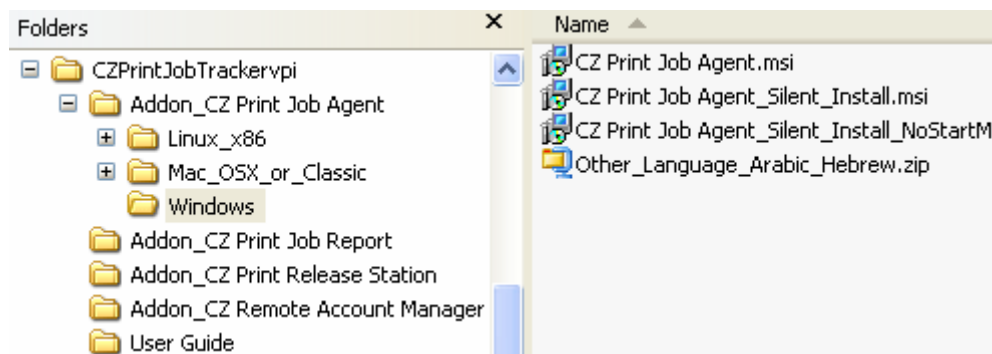 Folders
CZPrintJobTrackervpi
Addon_CZ Print Job Agent
Linux_x86
Mac_OSX_or_Classic
Windows
Addon_CZ Print Job Report
Addon_CZ Print Release Station
Addon_CZ Remote Account Manager
User Guide
Name
CZ Print Job Agent.msi
CZ Print Job Agent_Silent_Install.msi
CZ Print Job Agent_Silent_Install_NoStartM
Other_Language_Arabic_Hebrew.zip